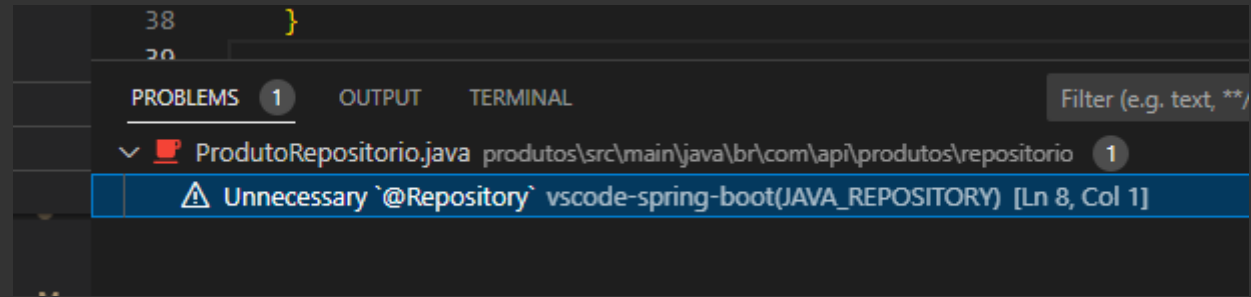 38 }
39
PROBLEMS 1 OUTPUT TERMINAL Filter (e.g. text, **/
ProdutoRepositorio.java produtos\src\main\java\br\com\api\produtos\repositorio 1
Unnecessary `@Repository` vscode-spring-boot(JAVA_REPOSITORY) [Ln 8, Col 1]